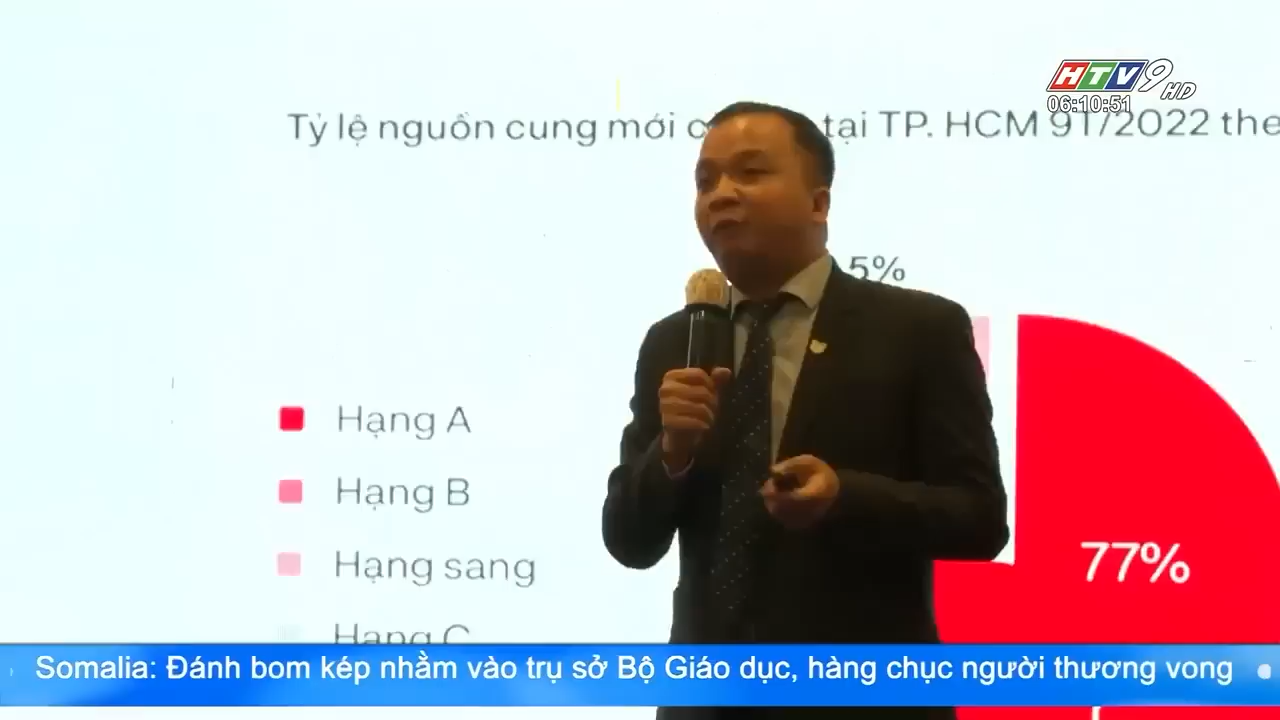 HTV9 HD
06:10:51
Tỷ lệ nguồn cung mới tại TP. HCM 9T/2022
5%
Hạng A
Hạng B
Hạng sang
Hạng C
77%
Somalia: Đánh bom kép nhằm vào trụ sở Bộ Giáo dục, hàng chục người thương vong